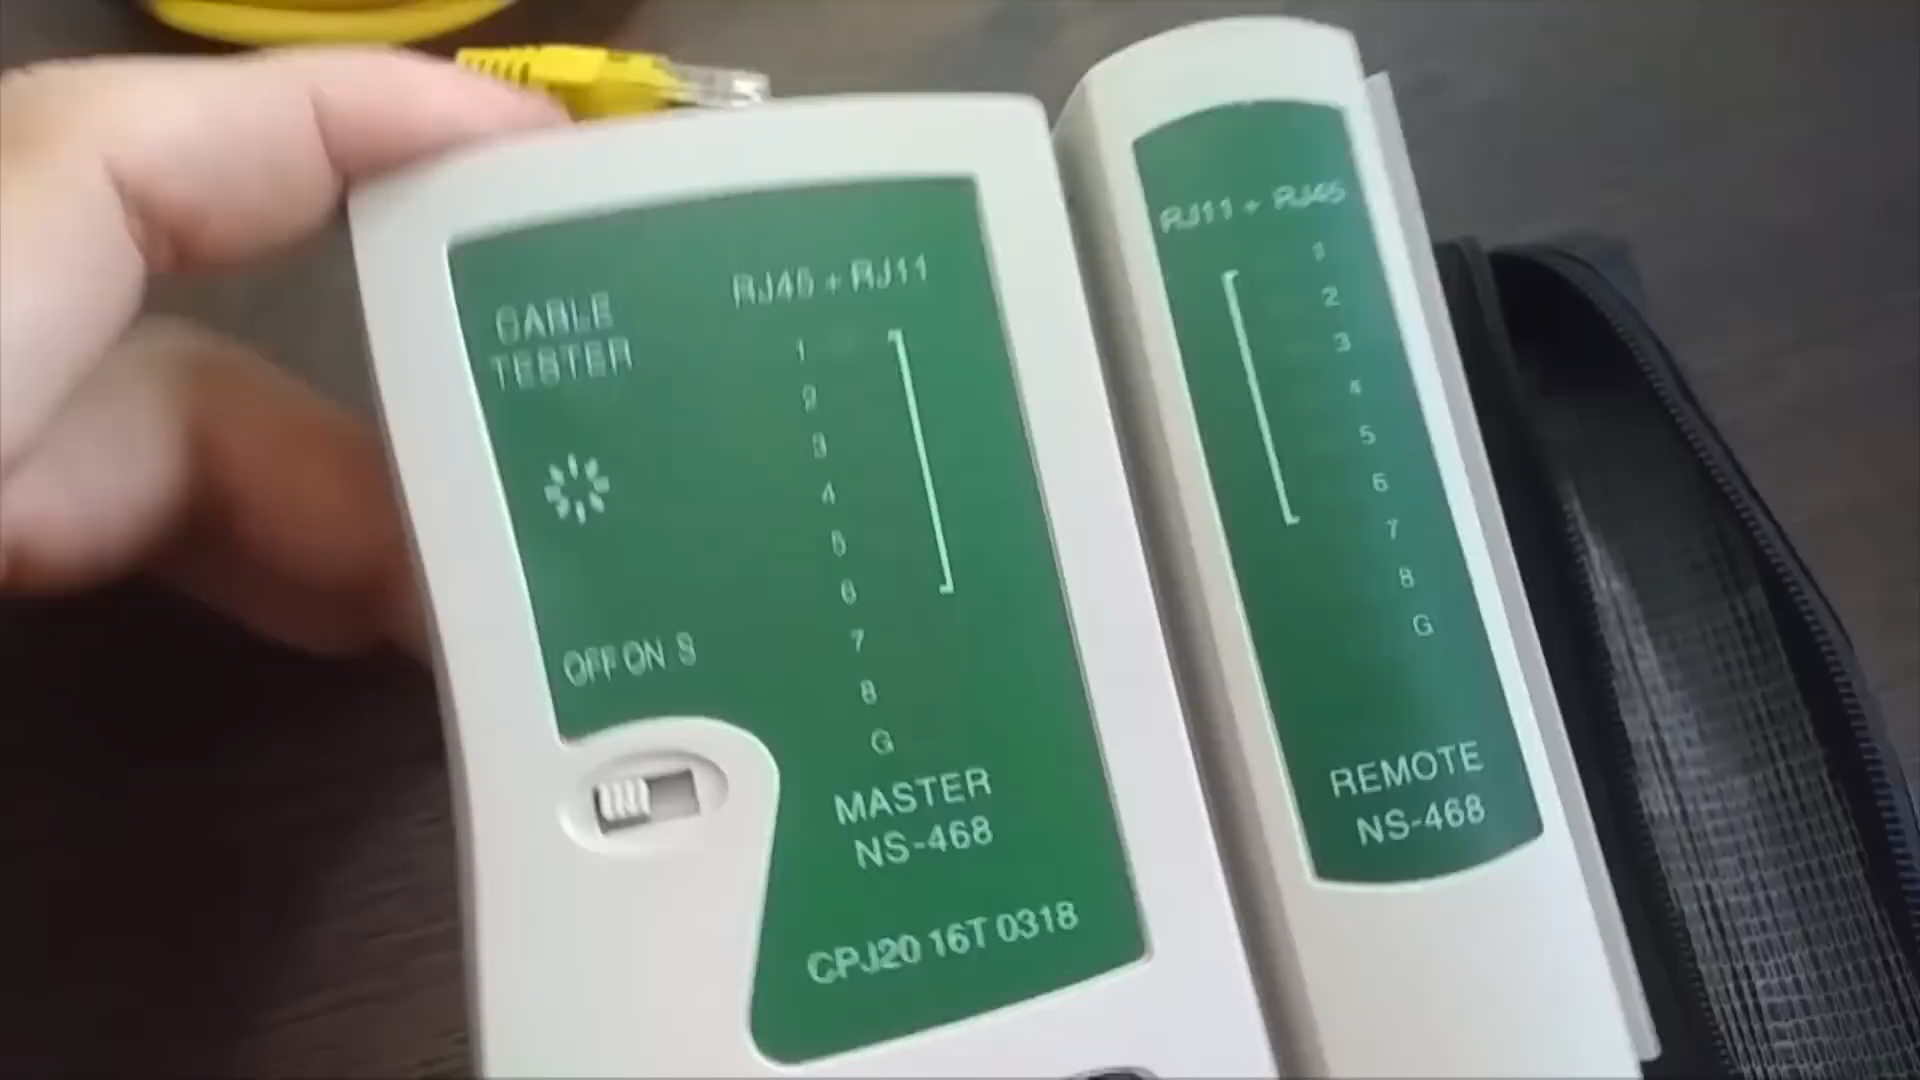 CABLE
TESTER
OFF ON S
RJ45 + RJ11
1
2
3
4
5
6
7
8
G
MASTER
NS-468
CPJ20 16T 0318
RJ11 + RJ45
1
2
3
4
5
6
7
8
G
REMOTE
NS-468